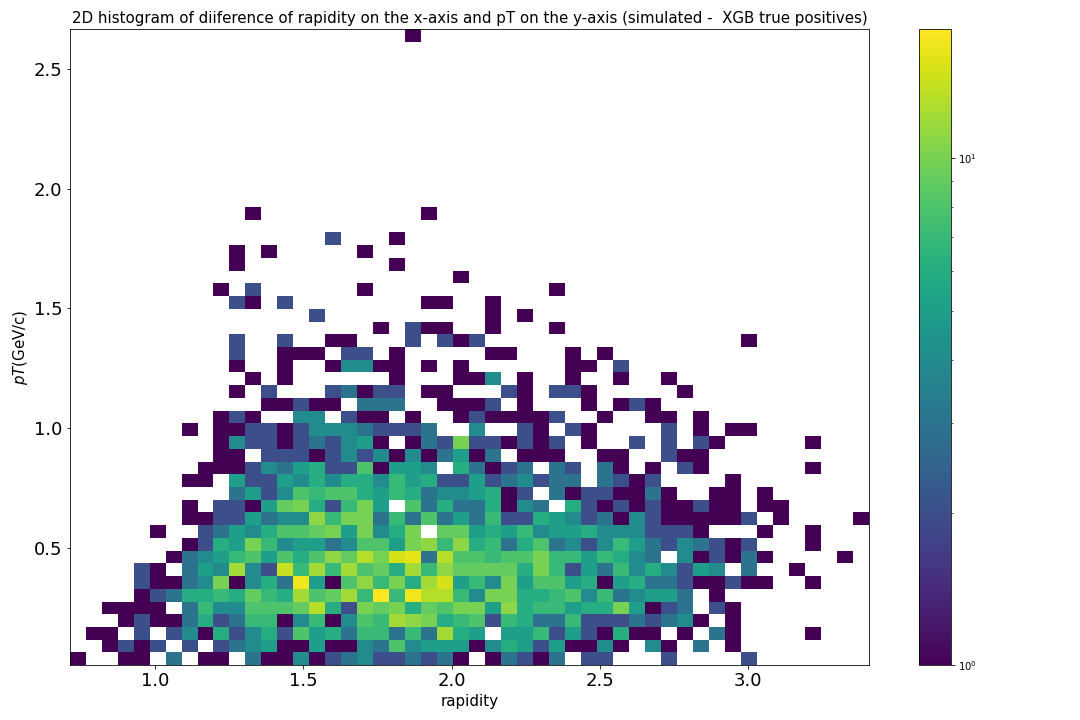 2D histogram of diiference of rapidity on the x-axis and pT on the y-axis (simulated -  XGB true positives)
2.5
2.0
1.5
1.0
0.5
pT(GeV/c)
1.0 1.5 2.0 2.5 3.0
rapidity
10¹
10⁰